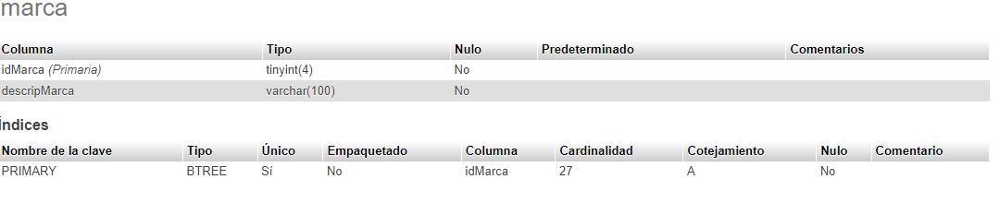 marca
Columna Tipo Nulo Predeterminado Comentarios
idMarca (Primaria) tinyint(4) No
descripMarca varchar(100) No
Índices
Nombre de la clave Tipo Único Empaquetado Columna Cardinalidad Cotejamiento Nulo Comentario
PRIMARY BTREE Sí No idMarca 27 A No